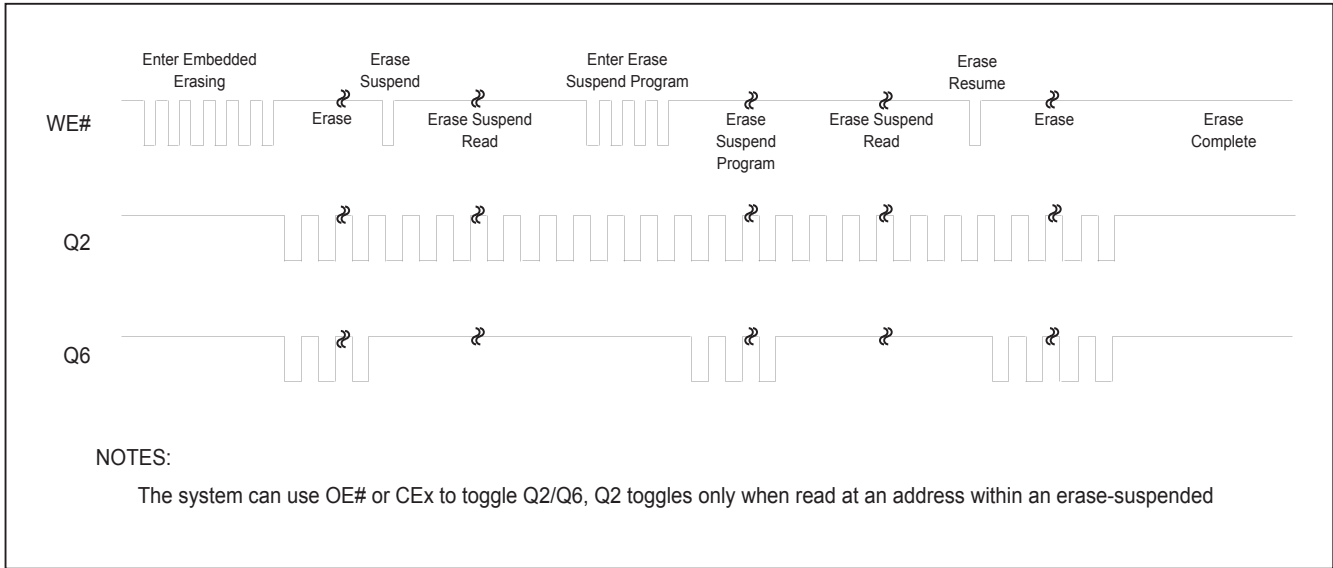 Enter Embedded
Erasing
Erase
Suspend
Enter Erase
Suspend Program
Erase
Resume
WE#
Erase
Erase Suspend
Read
Erase
Suspend
Program
Erase Suspend
Read
Erase
Erase
Complete
Q2
Q6
NOTES:
The system can use OE# or CEx to toggle Q2/Q6, Q2 toggles only when read at an address within an erase-suspended